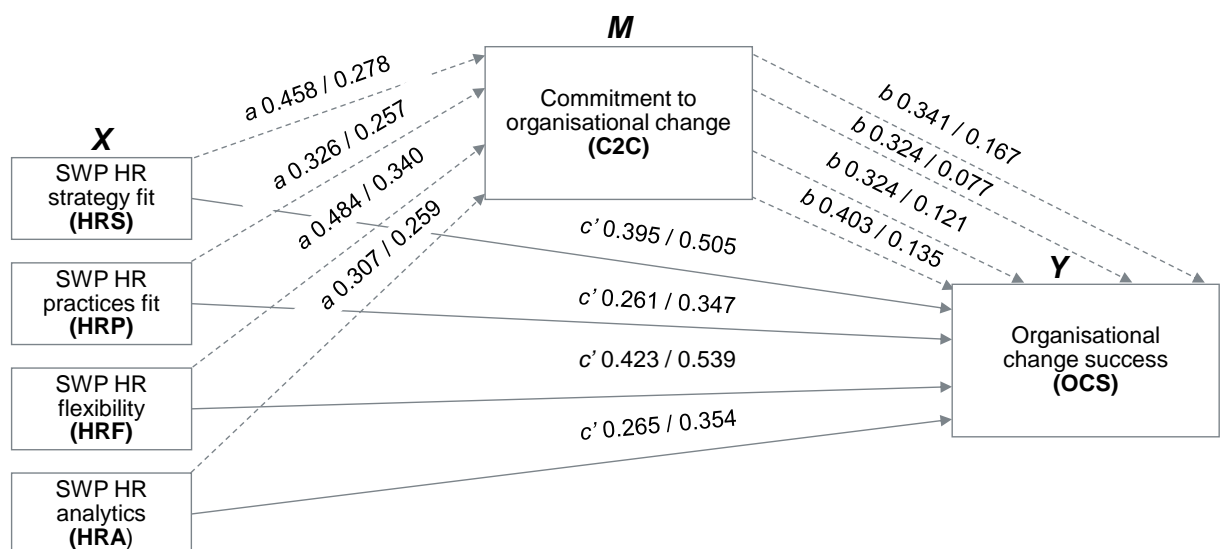 M
Commitment to
organisational change
(C2C)
X
SWP HR
strategy fit
(HRS)
SWP HR
practices fit
(HRP)
SWP HR
flexibility
(HRF)
SWP HR
analytics
(HRA)
a 0.458 / 0.278
a 0.326 / 0.257
a 0.484 / 0.340
a 0.307 / 0.259
b 0.341 / 0.167
b 0.324 / 0.077
b 0.324 / 0.121
b 0.403 / 0.135
c’ 0.395 / 0.505
c’ 0.261 / 0.347
c’ 0.423 / 0.539
c’ 0.265 / 0.354
Y
Organisational
change success
(OCS)